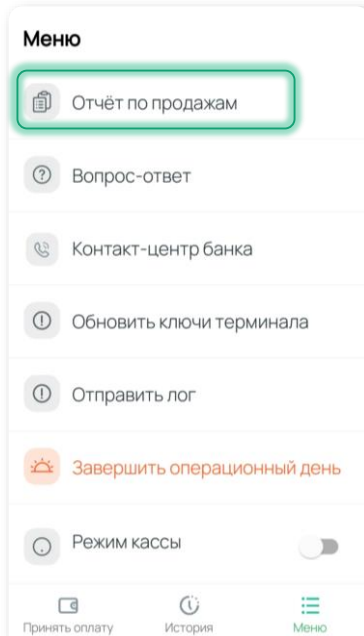 Меню
Отчёт по продажам
Вопрос-ответ
Контакт-центр банка
Обновить ключи терминала
Отправить лог
Завершить операционный день
Режим кассы
Принять оплату
История
Меню